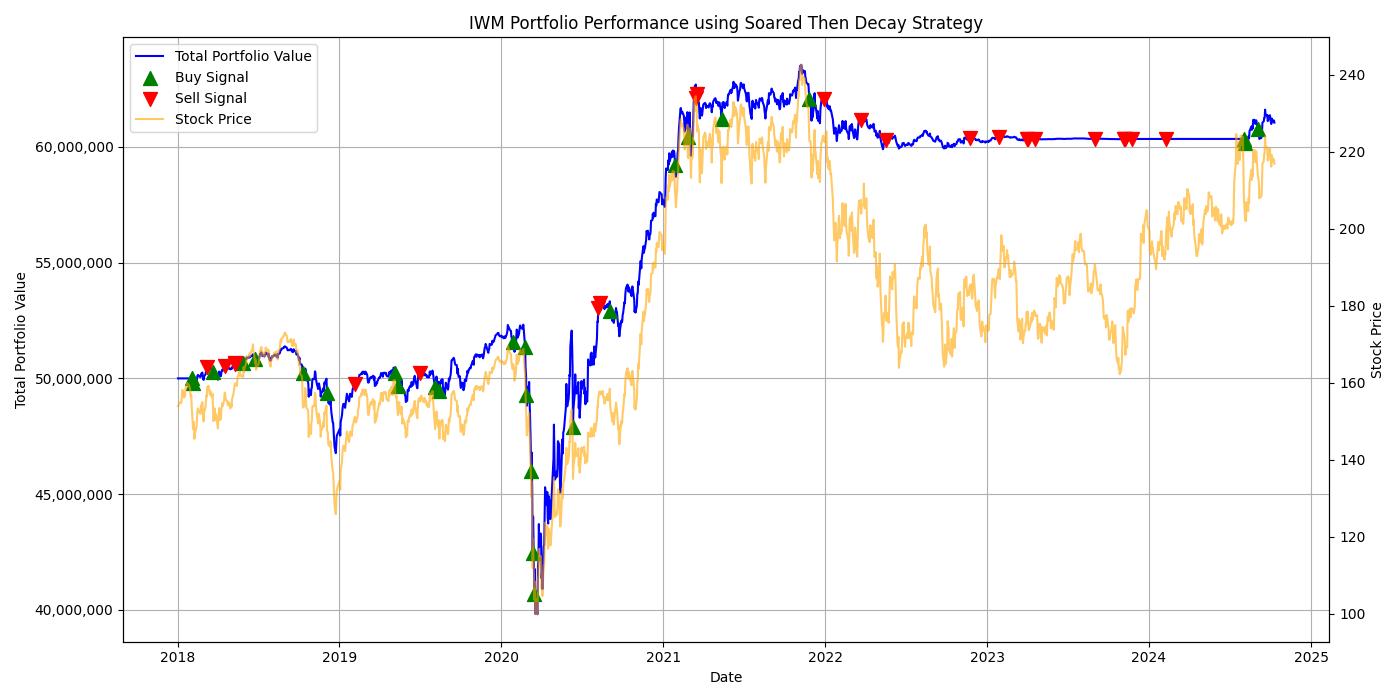 IWM Portfolio Performance using Soared Then Decay Strategy
Total Portfolio Value
Buy Signal
Sell Signal
Stock Price
60,000,000
55,000,000
50,000,000
45,000,000
40,000,000
Total Portfolio Value
240
220
200
180
160
140
120
100
Stock Price
2018
2019
2020
2021
2022
2023
2024
2025
Date